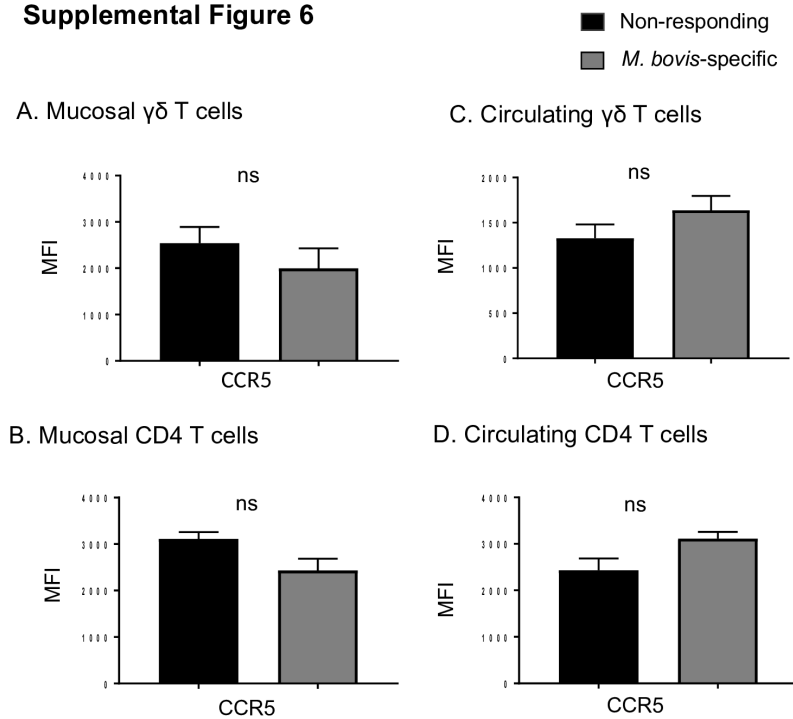 Supplemental Figure 6
Non-responding
M. bovis-specific
A. Mucosal γδ T cells
ns
4000
3000
2000
1000
0
MFI
CCR5
C. Circulating γδ T cells
ns
2000
1500
1000
500
0
MFI
CCR5
B. Mucosal CD4 T cells
ns
4000
3000
2000
1000
0
MFI
CCR5
D. Circulating CD4 T cells
ns
4000
3000
2000
1000
0
MFI
CCR5